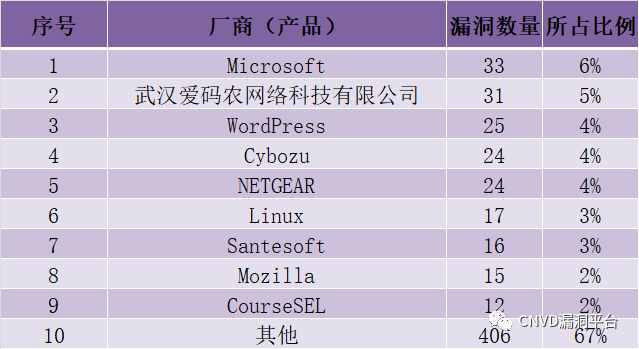 序号 厂商（产品） 漏洞数量 所占比例
1 Microsoft 33 6%
2 武汉爱码农网络科技有限公司 31 5%
3 WordPress 25 4%
4 Cybozu 24 4%
5 NETGEAR 24 4%
6 Linux 17 3%
7 Santesoft 16 3%
8 Mozilla 15 2%
9 CourseSEL 12 2%
10 其他 406 67%
CNVD漏洞平台